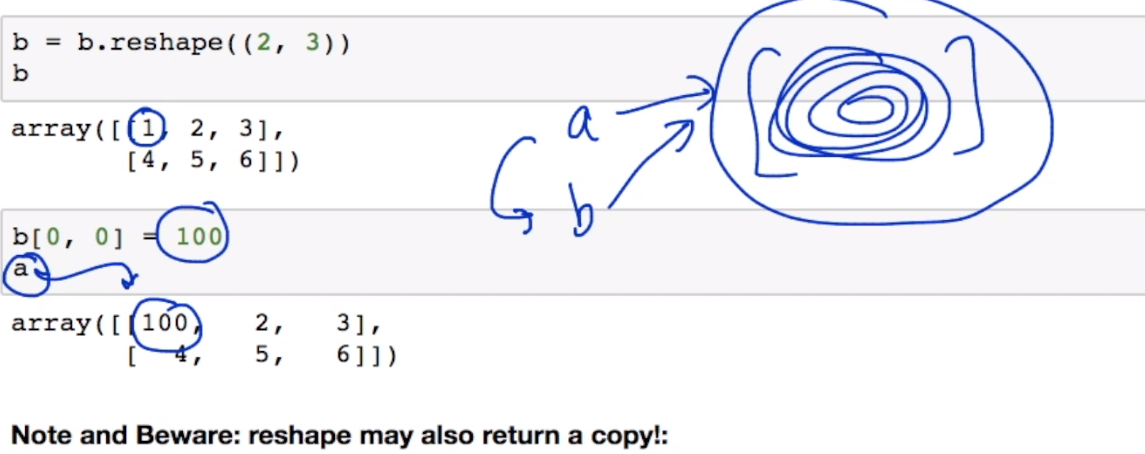 b = b.reshape((2, 3))
b
array([[1, 2, 3],
[4, 5, 6]])
a
b
b[0, 0] = 100
a
array([[100, 2, 3],
[ 4, 5, 6]])
Note and Beware: reshape may also return a copy!: